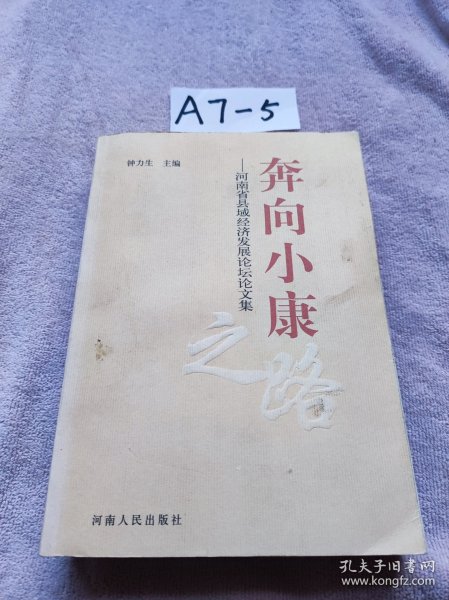 A7-5
钟力生 主编
奔向小康
之路
——河南省县域经济发展论坛论文集
河南人民出版社
孔夫子旧书网
www.kongfz.com